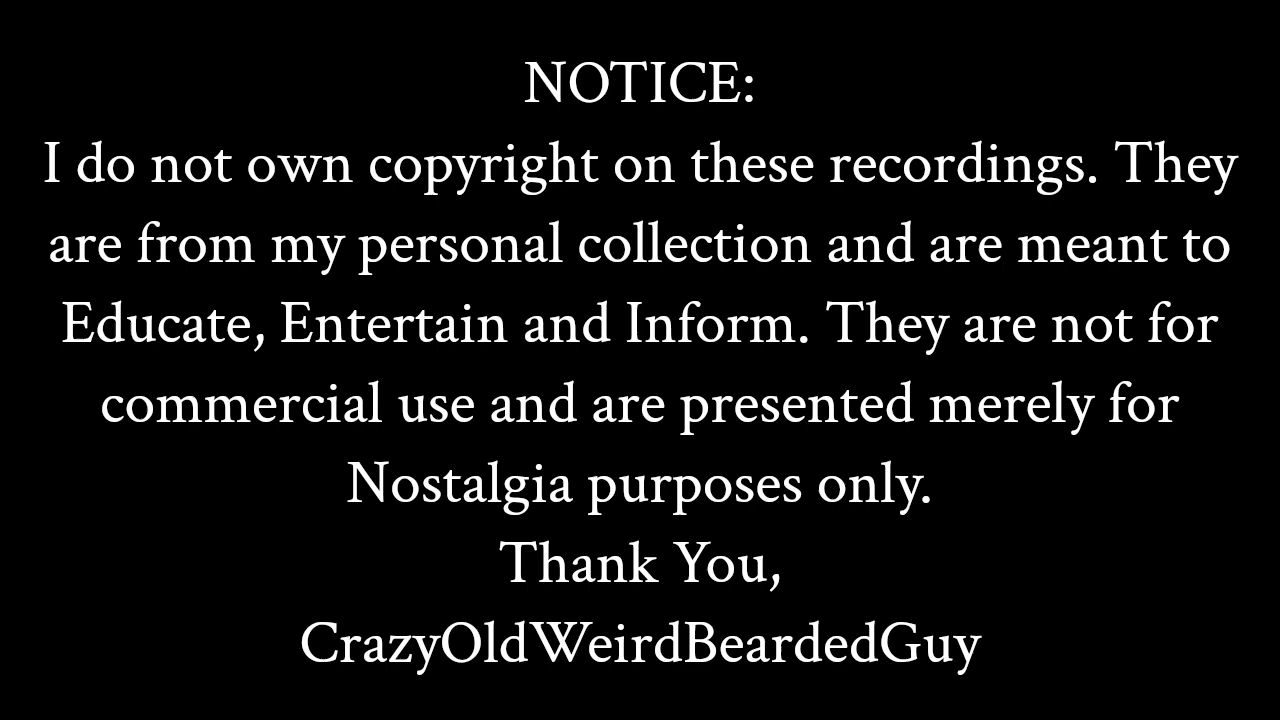 NOTICE:
I do not own copyright on these recordings. They
are from my personal collection and are meant to
Educate, Entertain and Inform. They are not for
commercial use and are presented merely for
Nostalgia purposes only.
Thank You,
CrazyOldWeirdBeardedGuy